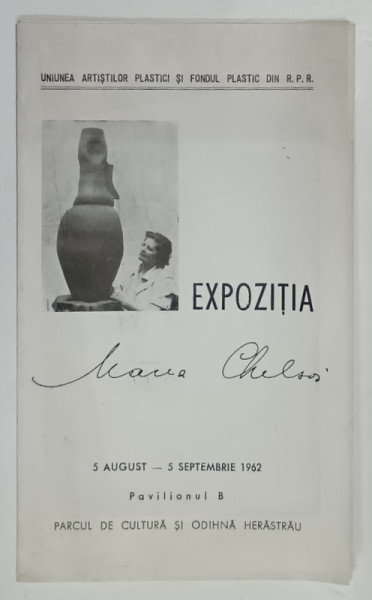 UNIUNEA ARTIȘTILOR PLASTICI ȘI FONDUL PLASTIC DIN R.P.R.
EXPOZIȚIA
Maria Chelsoi
5 AUGUST — 5 SEPTEMBRIE 1962
Pavilionul B
PARCUL DE CULTURĂ ȘI ODIHNĂ HERĂSTRĂU